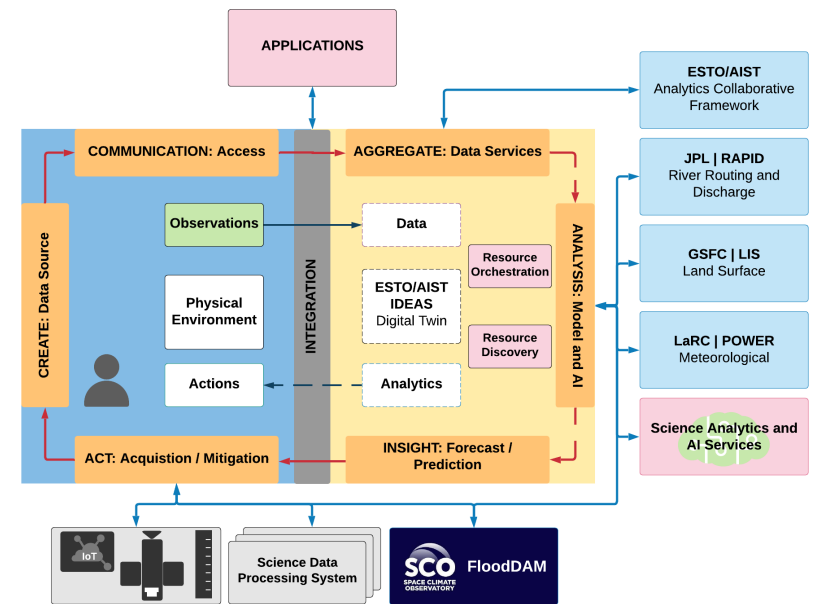 APPLICATIONS
ESTO/AIST
Analytics Collaborative
Framework
COMMUNICATION: Access
AGGREGATE: Data Services
JPL | RAPID
River Routing and
Discharge
CREATE: Data Source
Observations
INTEGRATION
Data
ANALYSIS: Model and AI
Resource
Orchestration
GSFC | LIS
Land Surface
Physical
Environment
ESTO/AIST
IDEAS
Digital Twin
Resource
Discovery
LaRC | POWER
Meteorological
Actions
Analytics
Science Analytics and
AI Services
ACT: Acquistion / Mitigation
INSIGHT: Forecast /
Prediction
IoT
Science Data
Processing System
SCO
SPACE CLIMATE
OBSERVATORY
FloodDAM